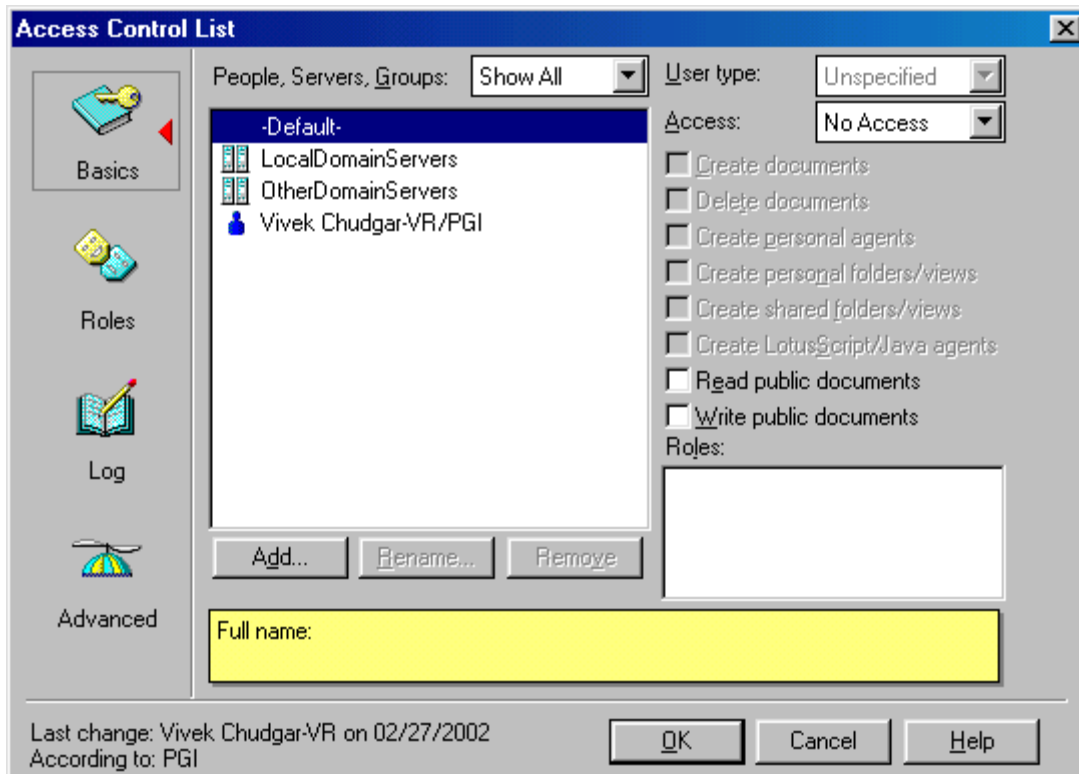 Access Control List
Basics
Roles
Log
Advanced
People, Servers, Groups: Show All
-Default-
LocalDomainServers
OtherDomainServers
Vivek Chudgar-VR/PGI
Add... Rename... Remove
User type: Unspecified
Access: No Access
Create documents
Delete documents
Create personal agents
Create personal folders/views
Create shared folders/views
Create LotusScript/Java agents
Read public documents
Write public documents
Roles:
Full name:
Last change: Vivek Chudgar-VR on 02/27/2002
According to: PGI
OK Cancel Help